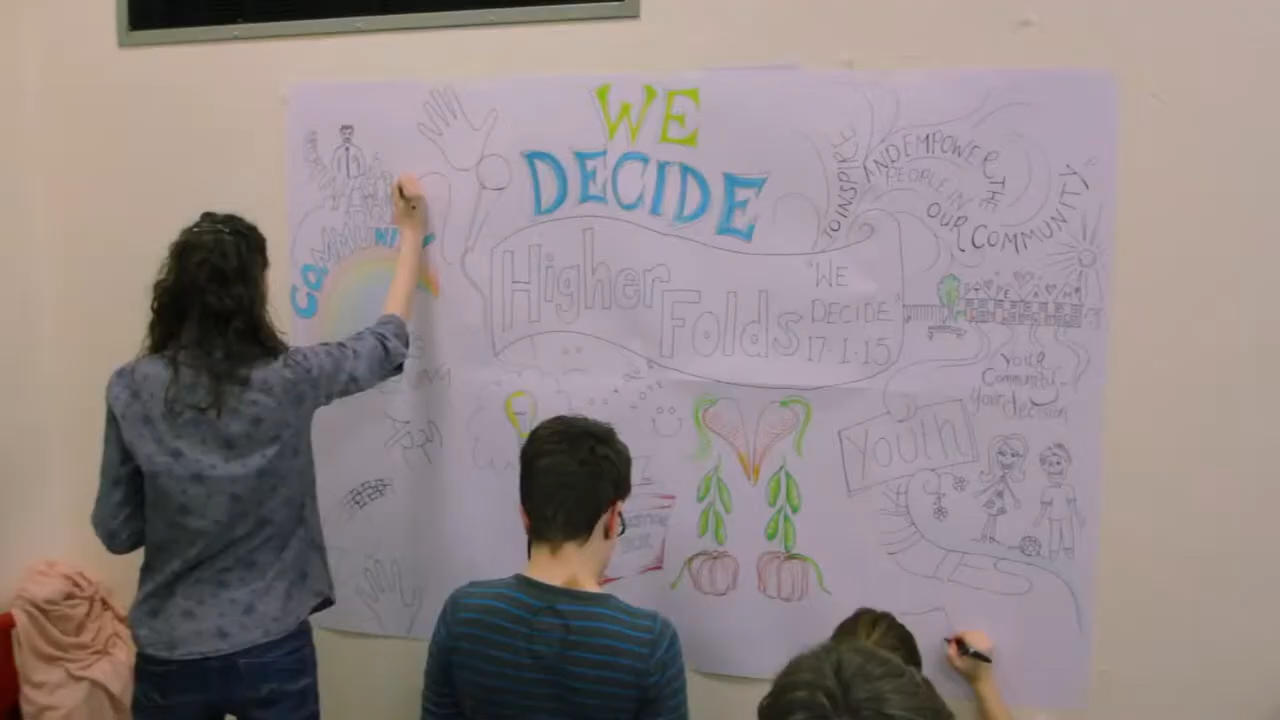 WE
DECIDE
COMMUNITY
TO INSPIRE
AND EMPOWER THE
PEOPLE IN
OUR COMMUNITY
Higher
Folds
"WE
DECIDE"
17.1.15
Your
Community-
Your decision
Youth